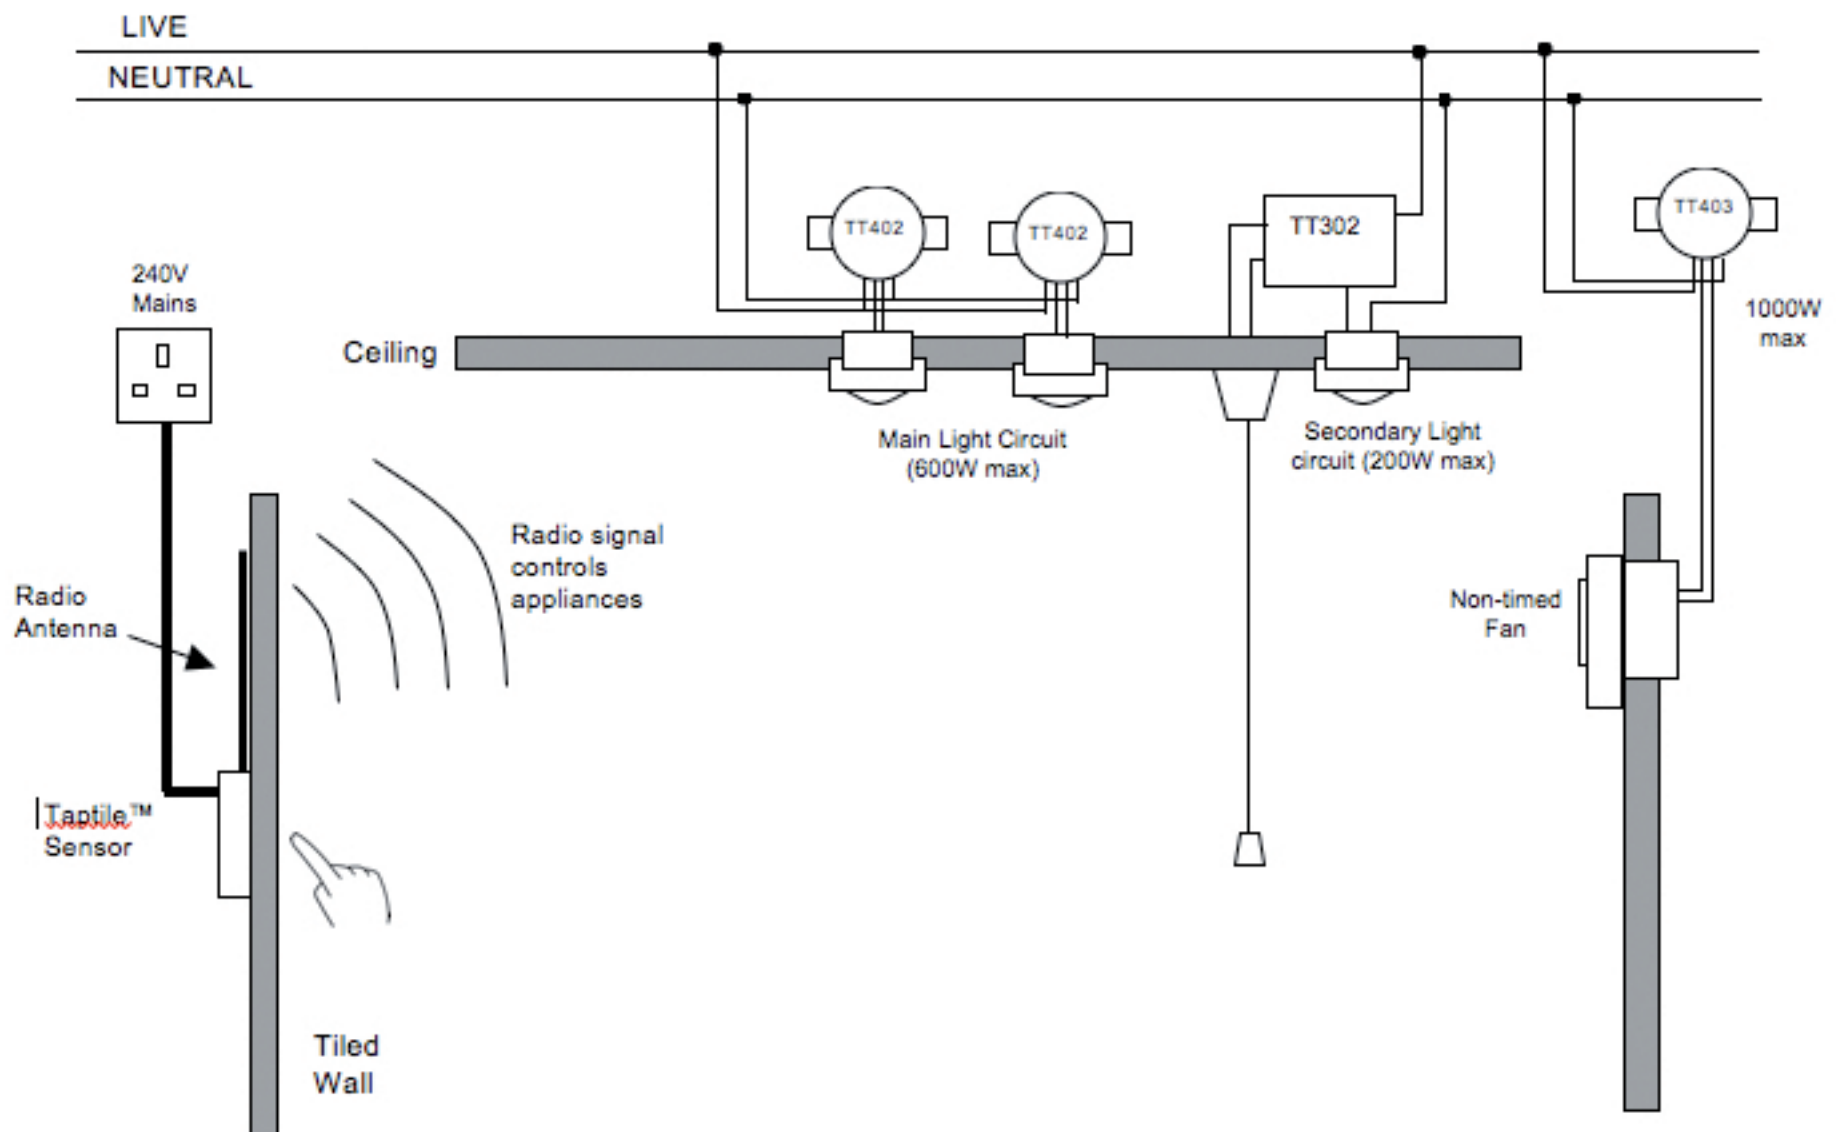 LIVE
NEUTRAL
TT402
TT402
TT302
TT403
240V
Mains
1000W
max
Ceiling
Main Light Circuit
(600W max)
Secondary Light
circuit (200W max)
Radio signal
controls
appliances
Radio
Antenna
Non-timed
Fan
Taptile™
Sensor
Tiled
Wall